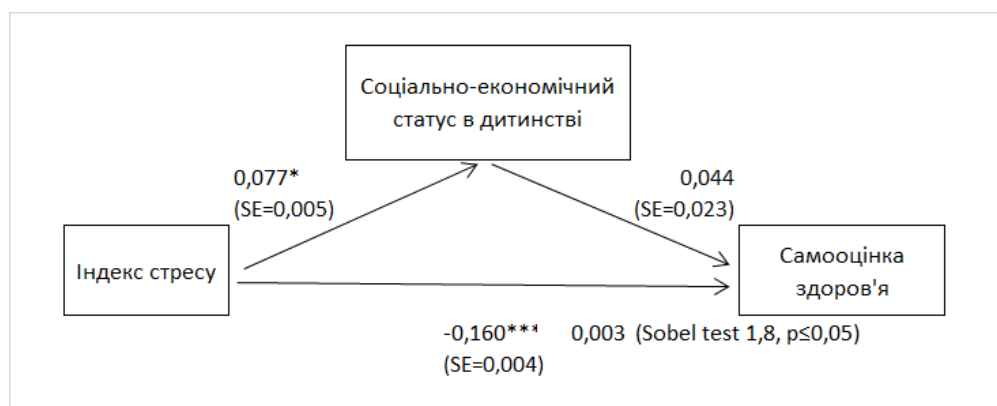 Соціально-економічний
статус в дитинстві
0,077*
(SE=0,005)
0,044
(SE=0,023)
Індекс стресу
Самооцінка
здоров'я
-0,160***
(SE=0,004)
0,003 (Sobel test 1,8, p≤0,05)